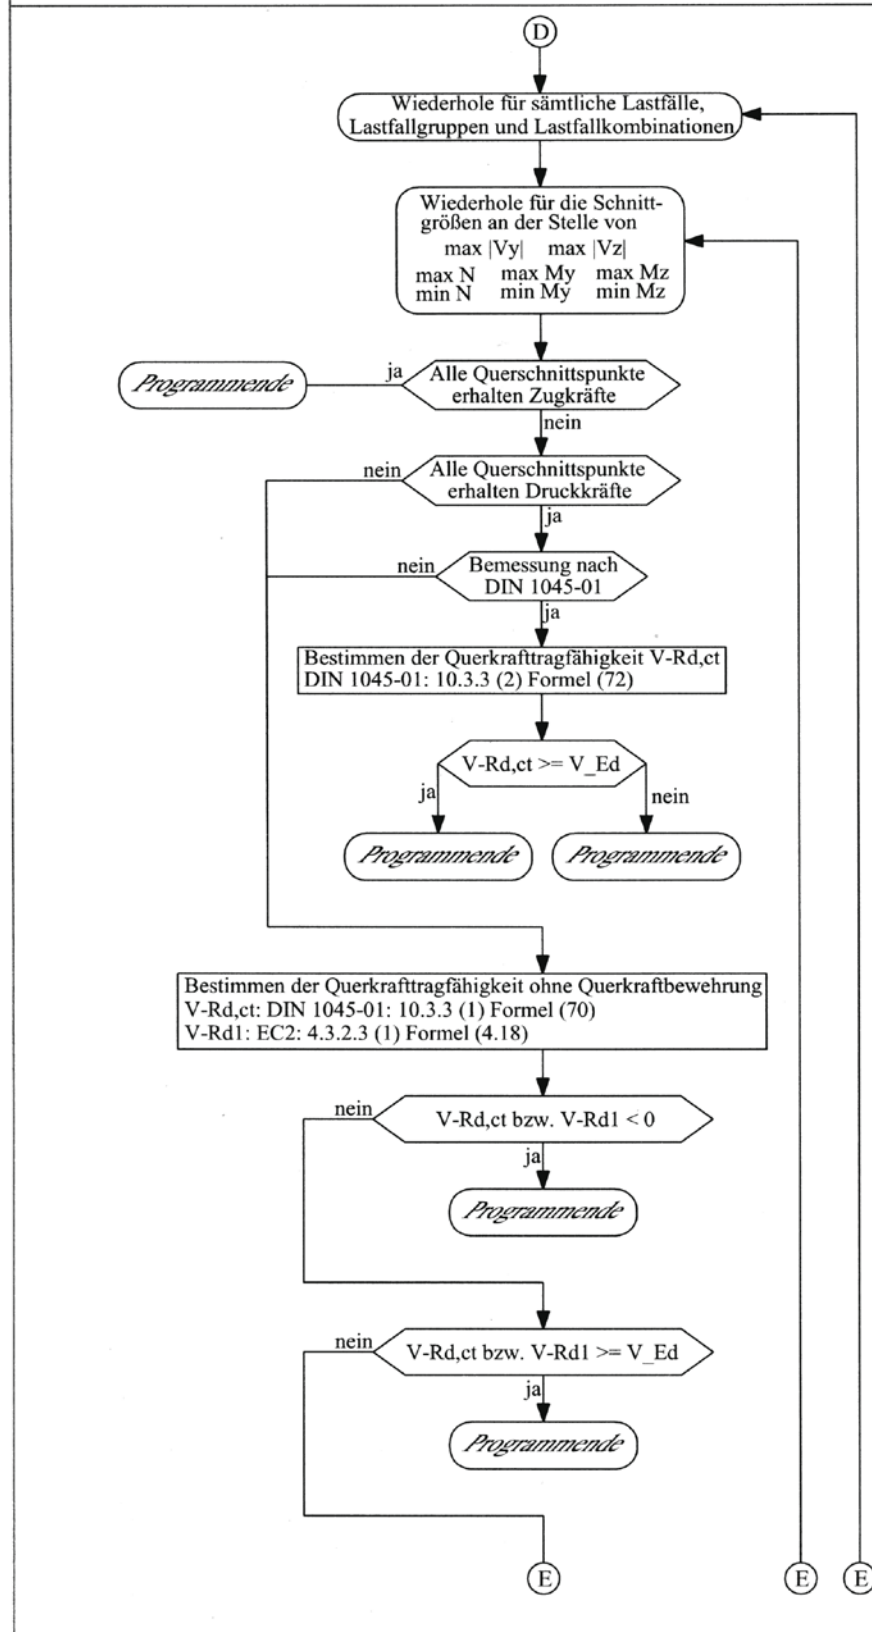 D
Wiederhole für sämtliche Lastfälle,
Lastfallgruppen und Lastfallkombinationen
Wiederhole für die Schnitt-
größen an der Stelle von
max |Vy| max |Vz|
max N max My max Mz
min N min My min Mz
Programmende
ja
Alle Querschnittspunkte
erhalten Zugkräfte
nein
nein
Alle Querschnittspunkte
erhalten Druckkräfte
ja
nein
Bemessung nach
DIN 1045-01
ja
Bestimmen der Querkrafttragfähigkeit V-Rd,ct
DIN 1045-01: 10.3.3 (2) Formel (72)
V-Rd,ct >= V_Ed
ja
nein
Programmende
Programmende
Bestimmen der Querkrafttragfähigkeit ohne Querkraftbewehrung
V-Rd,ct: DIN 1045-01: 10.3.3 (1) Formel (70)
V-Rd1: EC2: 4.3.2.3 (1) Formel (4.18)
nein
V-Rd,ct bzw. V-Rd1 < 0
ja
Programmende
nein
V-Rd,ct bzw. V-Rd1 >= V_Ed
ja
Programmende
E
E
E